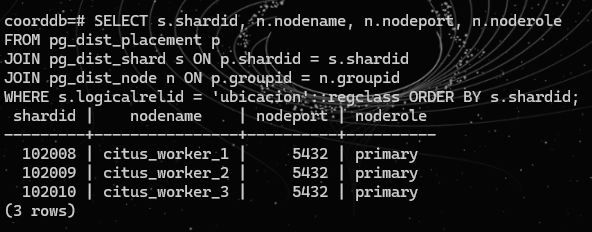 coorddb=# SELECT s.shardid, n.nodename, n.nodeport, n.noderole
FROM pg_dist_placement p
JOIN pg_dist_shard s ON p.shardid = s.shardid
JOIN pg_dist_node n ON p.groupid = n.groupid
WHERE s.logicalrelid = 'ubicacion'::regclass ORDER BY s.shardid;
 shardid |    nodename    | nodeport | noderole
---------+----------------+----------+----------
  102008 | citus_worker_1 |     5432 | primary
  102009 | citus_worker_2 |     5432 | primary
  102010 | citus_worker_3 |     5432 | primary
(3 rows)